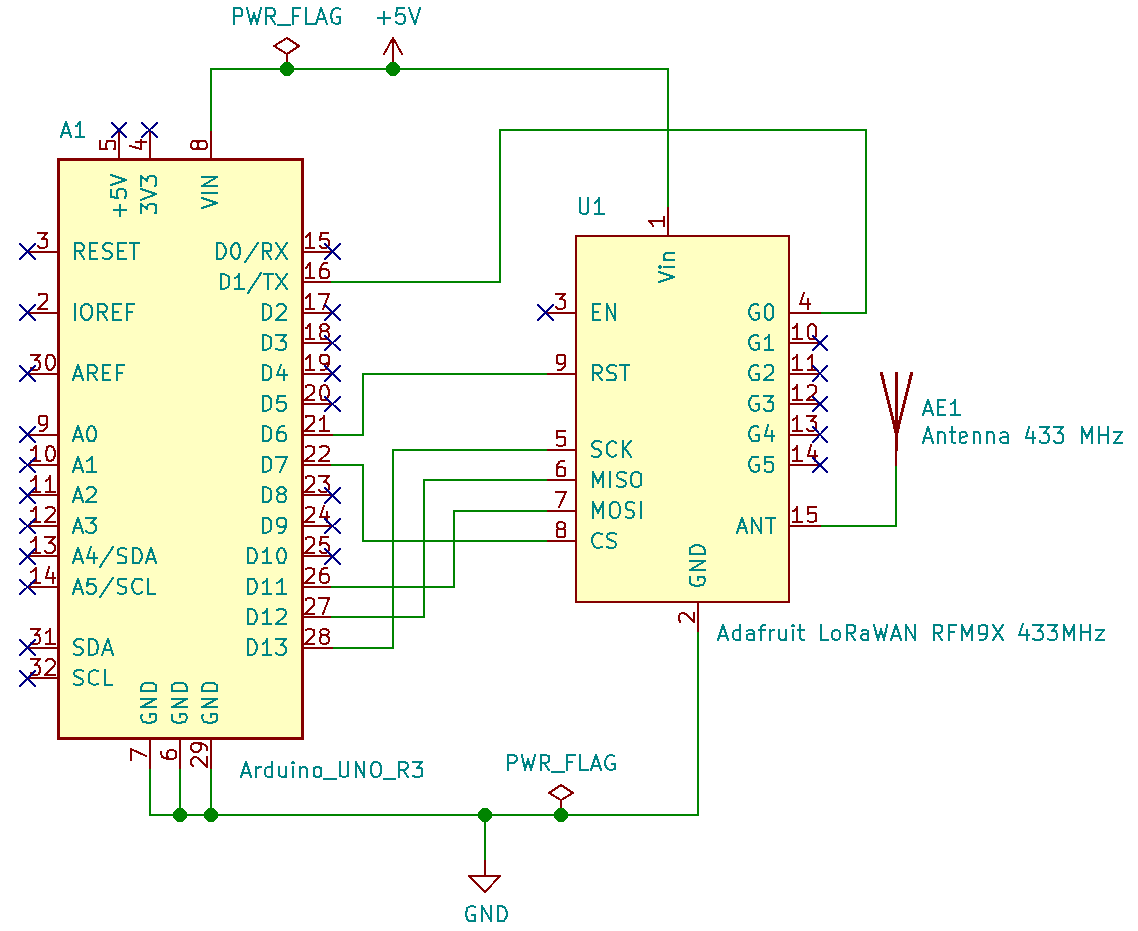 PWR_FLAG +5V
A1
5 4 8
+5V 3V3 VIN
3 RESET D0/RX 15
D1/TX 16
2 IOREF D2 17
D3 18
30 AREF D4 19
D5 20
9 A0 D6 21
10 A1 D7 22
11 A2 D8 23
12 A3 D9 24
13 A4/SDA D10 25
14 A5/SCL D11 26
D12 27
31 SDA D13 28
32 SCL
GND GND GND
7 6 29
Arduino_UNO_R3
U1
1
Vin
3 EN G0 4
G1 10
9 RST G2 11
G3 12
G4 13
5 SCK G5 14
6 MISO
7 MOSI ANT 15
8 CS
GND
2
Adafruit LoRaWAN RFM9X 433MHz
AE1
Antenna 433 MHz
PWR_FLAG
GND